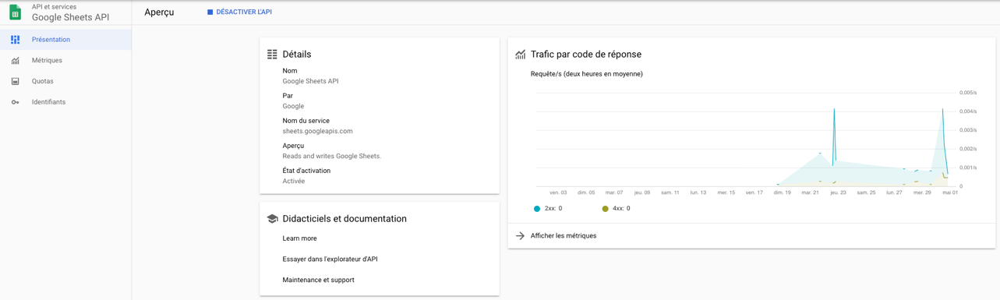 API et services
Google Sheets API
Aperçu
DÉSACTIVER L'API
Présentation
Métriques
Quotas
Identifiants
Détails
Nom
Google Sheets API
Par
Google
Nom du service
sheets.googleapis.com
Aperçu
Reads and writes Google Sheets.
État d'activation
Activée
Didacticiels et documentation
Learn more
Essayer dans l'explorateur d'API
Maintenance et support
Trafic par code de réponse
Requête/s (deux heures en moyenne)
0,005/s
0,004/s
0,003/s
0,002/s
0,001/s
0
ven. 03 dim. 05 mar. 07 jeu. 09 sam. 11 lun. 13 mer. 15 ven. 17 dim. 19 mar. 21 jeu. 23 sam. 25 lun. 27 mer. 29 mai 01
2xx: 0 4xx: 0
Afficher les métriques